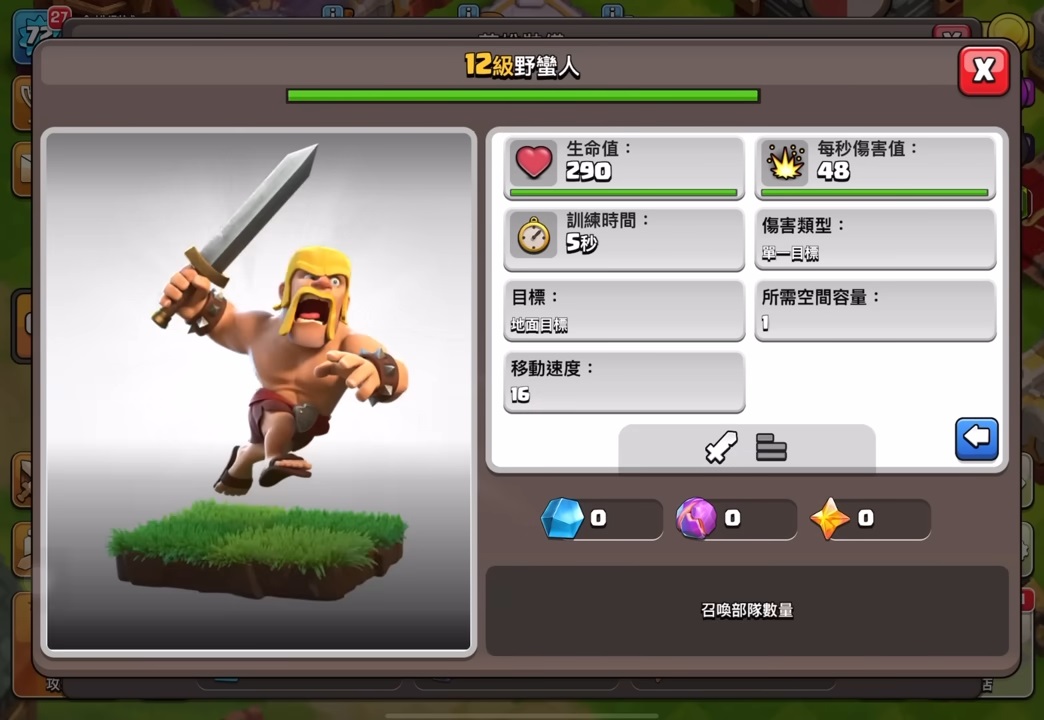 27
72
12級野蠻人
X
生命值：
290
每秒傷害值：
48
訓練時間：
5秒
傷害類型：
單一目標
目標：
地面目標
所需空間容量：
1
移動速度：
16
0
0
0
召喚部隊數量
攻